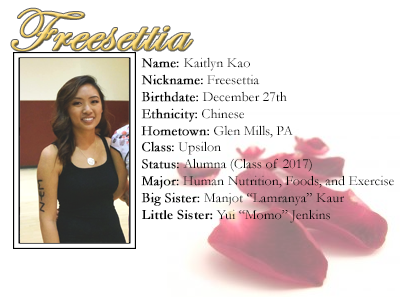 Freesettia
Name: Kaitlyn Kao
Nickname: Freesettia
Birthdate: December 27th
Ethnicity: Chinese
Hometown: Glen Mills, PA
Class: Upsilon
Status: Alumna (Class of 2017)
Major: Human Nutrition, Foods, and Exercise
Big Sister: Manjot “Lamranya” Kaur
Little Sister: Yui “Momo” Jenkins